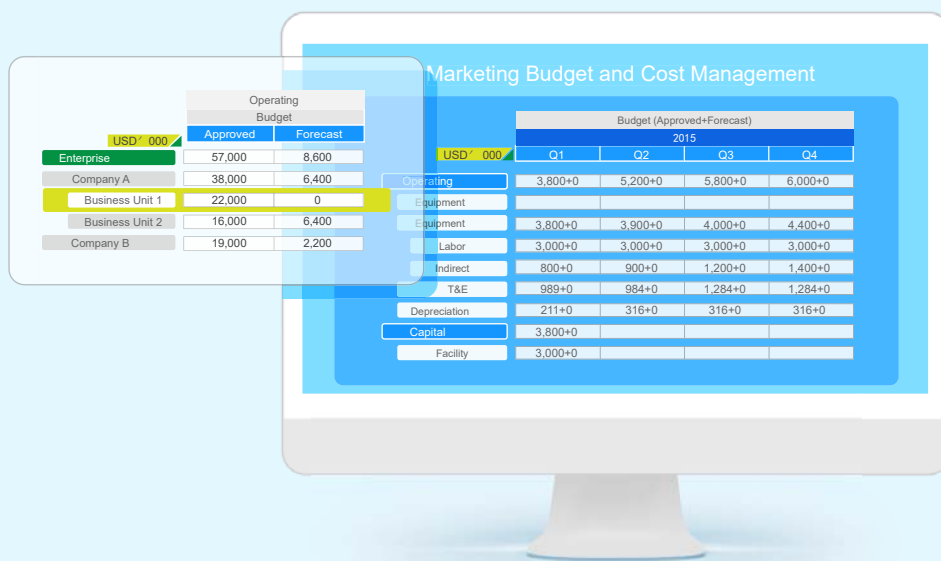 Marketing Budget and Cost Management
Operating
Budget
USD′ 000 Approved Forecast
Enterprise 57,000 8,600
Company A 38,000 6,400
Business Unit 1 22,000 0
Business Unit 2 16,000 6,400
Company B 19,000 2,200
Budget (Approved+Forecast)
2015
USD′ 000 Q1 Q2 Q3 Q4
Operating 3,800+0 5,200+0 5,800+0 6,000+0
Equipment
Equipment 3,800+0 3,900+0 4,000+0 4,400+0
Labor 3,000+0 3,000+0 3,000+0 3,000+0
Indirect 800+0 900+0 1,200+0 1,400+0
T&E 989+0 984+0 1,284+0 1,284+0
Depreciation 211+0 316+0 316+0 316+0
Capital 3,800+0
Facility 3,000+0